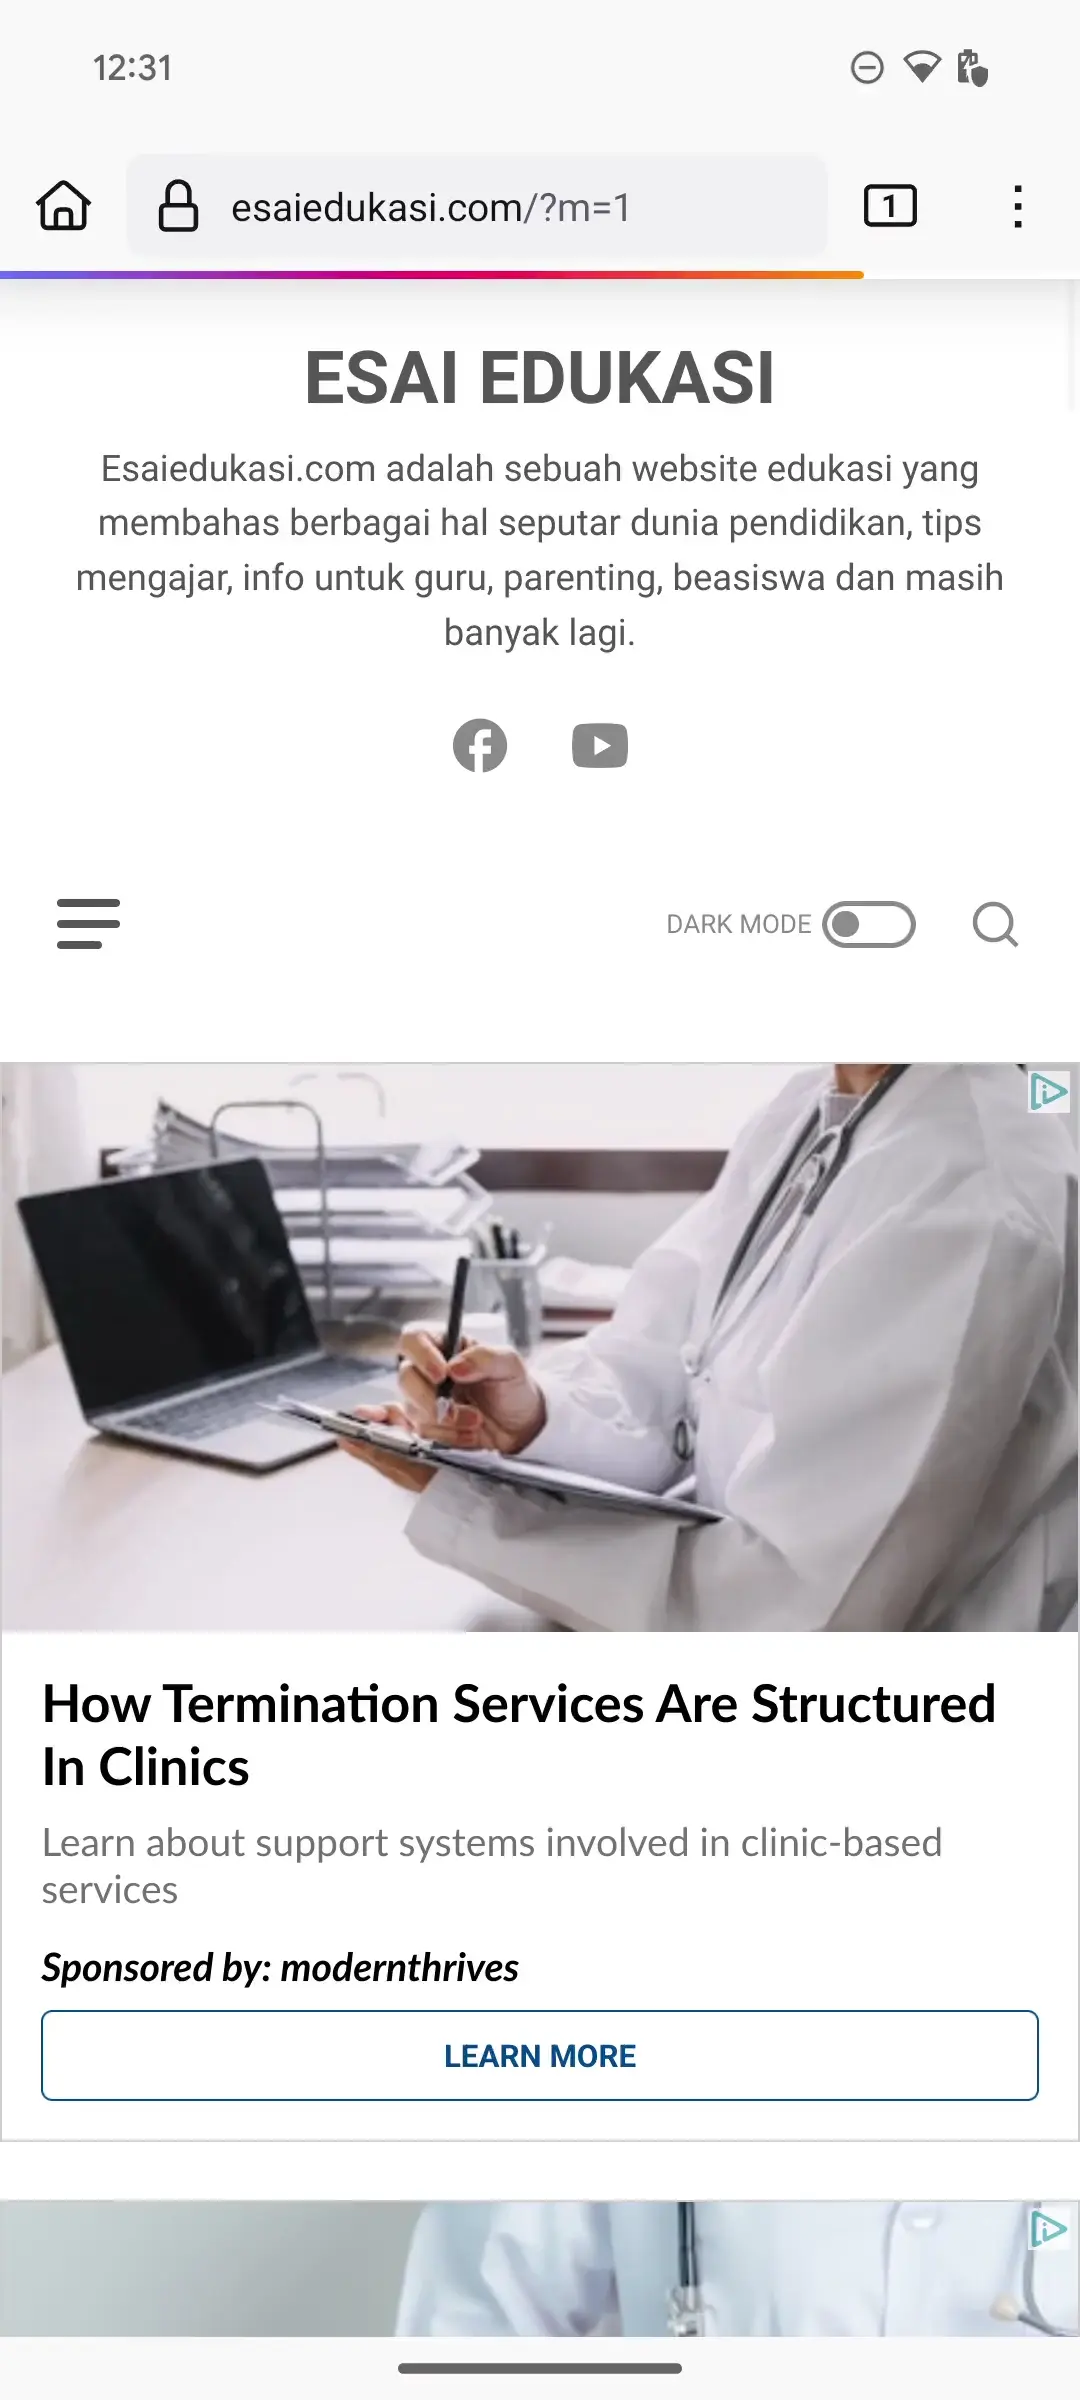 12:31
esaiedukasi.com/?m=1
1
ESAI EDUKASI
Esaiedukasi.com adalah sebuah website edukasi yang
membahas berbagai hal seputar dunia pendidikan, tips
mengajar, info untuk guru, parenting, beasiswa dan masih
banyak lagi.
DARK MODE
How Termination Services Are Structured
In Clinics
Learn about support systems involved in clinic-based
services
Sponsored by: modernthrives
LEARN MORE